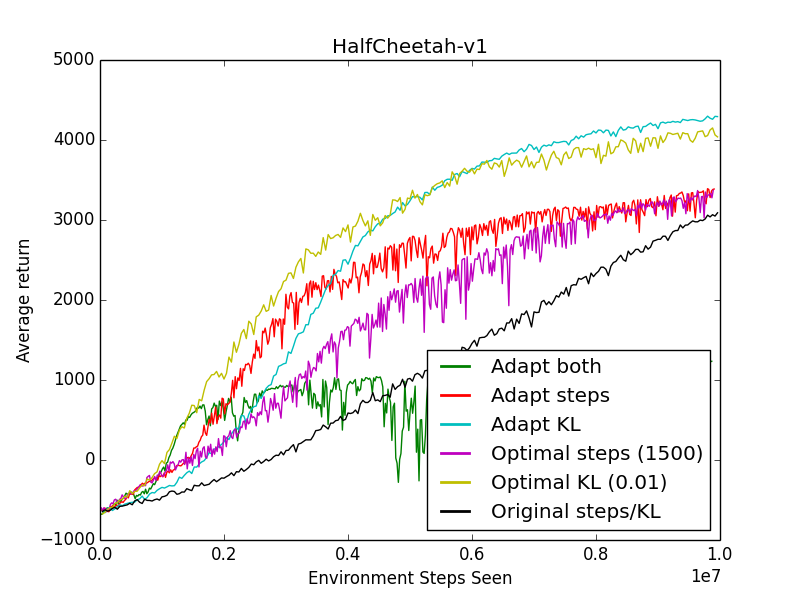 HalfCheetah-v1
5000
4000
3000
2000
1000
0
−1000
Average return
Adapt both
Adapt steps
Adapt KL
Optimal steps (1500)
Optimal KL (0.01)
Original steps/KL
0.0 0.2 0.4 0.6 0.8 1.0
1e7
Environment Steps Seen